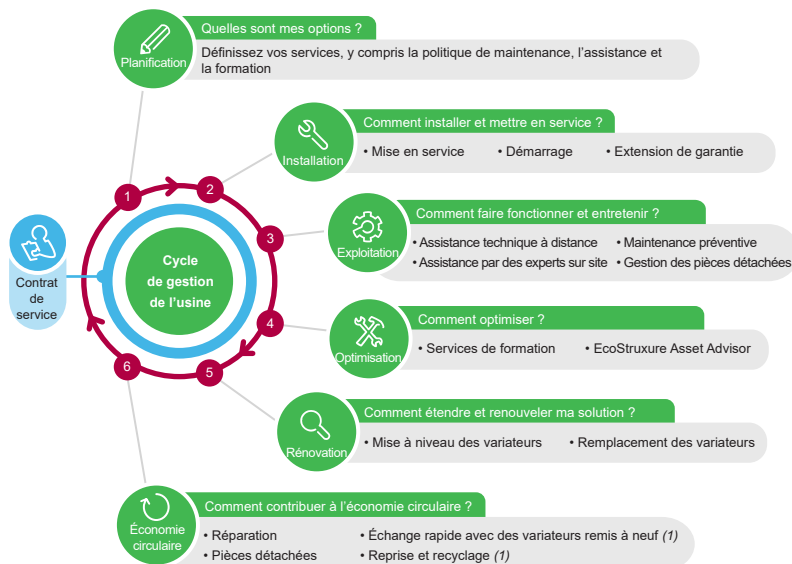 Quelles sont mes options ?
Planification
Définissez vos services, y compris la politique de maintenance, l'assistance et
la formation
Comment installer et mettre en service ?
Installation
• Mise en service • Démarrage • Extension de garantie
1
2
3
4
5
6
Cycle
de gestion
de l'usine
Contrat
de
service
Comment faire fonctionner et entretenir ?
Exploitation
• Assistance technique à distance • Maintenance préventive
• Assistance par des experts sur site • Gestion des pièces détachées
Comment optimiser ?
Optimisation
• Services de formation • EcoStruxure Asset Advisor
Comment étendre et renouveler ma solution ?
Rénovation
• Mise à niveau des variateurs • Remplacement des variateurs
Comment contribuer à l'économie circulaire ?
Économie
circulaire
• Réparation • Échange rapide avec des variateurs remis à neuf (1)
• Pièces détachées • Reprise et recyclage (1)